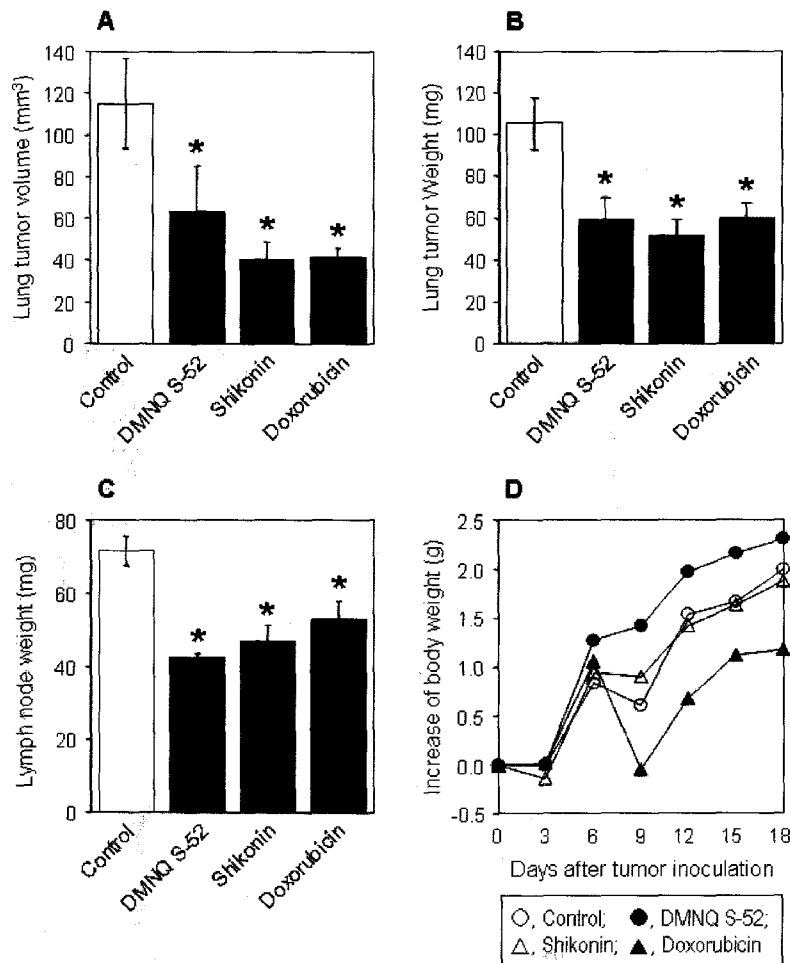 A
Lung tumor volume (mm³)
140
120
100
80
60
40
20
0
*
*
*
Control
DMNQ S-52
Shikonin
Doxorubicin
B
Lung tumor Weight (mg)
140
120
100
80
60
40
20
0
*
*
*
Control
DMNQ S-52
Shikonin
Doxorubicin
C
Lymph node weight (mg)
80
60
40
20
0
*
*
*
Control
DMNQ S-52
Shikonin
Doxorubicin
D
Increase of body weight (g)
2.5
2.0
1.5
1.0
0.5
0.0
-0.5
0 3 6 9 12 15 18
Days after tumor inoculation
○, Control; ●, DMNQ S-52;
△, Shikonin; ▲, Doxorubicin